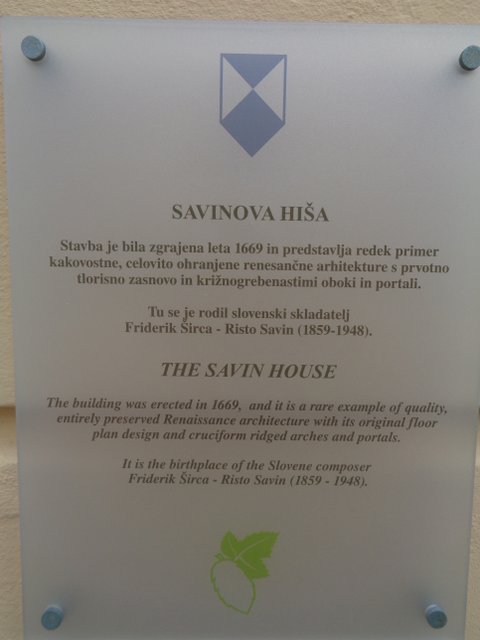 SAVINOVA HIŠA
Stavba je bila zgrajena leta 1669 in predstavlja redek primer
kakovostne, celovito ohranjene renesančne arhitekture s prvotno
tlorisno zasnovo in križnogrebenastimi oboki in portali.
Tu se je rodil slovenski skladatelj
Friderik Širca - Risto Savin (1859-1948).
THE SAVIN HOUSE
The building was erected in 1669, and it is a rare example of quality,
entirely preserved Renaissance architecture with its original floor
plan design and cruciform ridged arches and portals.
It is the birthplace of the Slovene composer
Friderik Širca - Risto Savin (1859 - 1948).